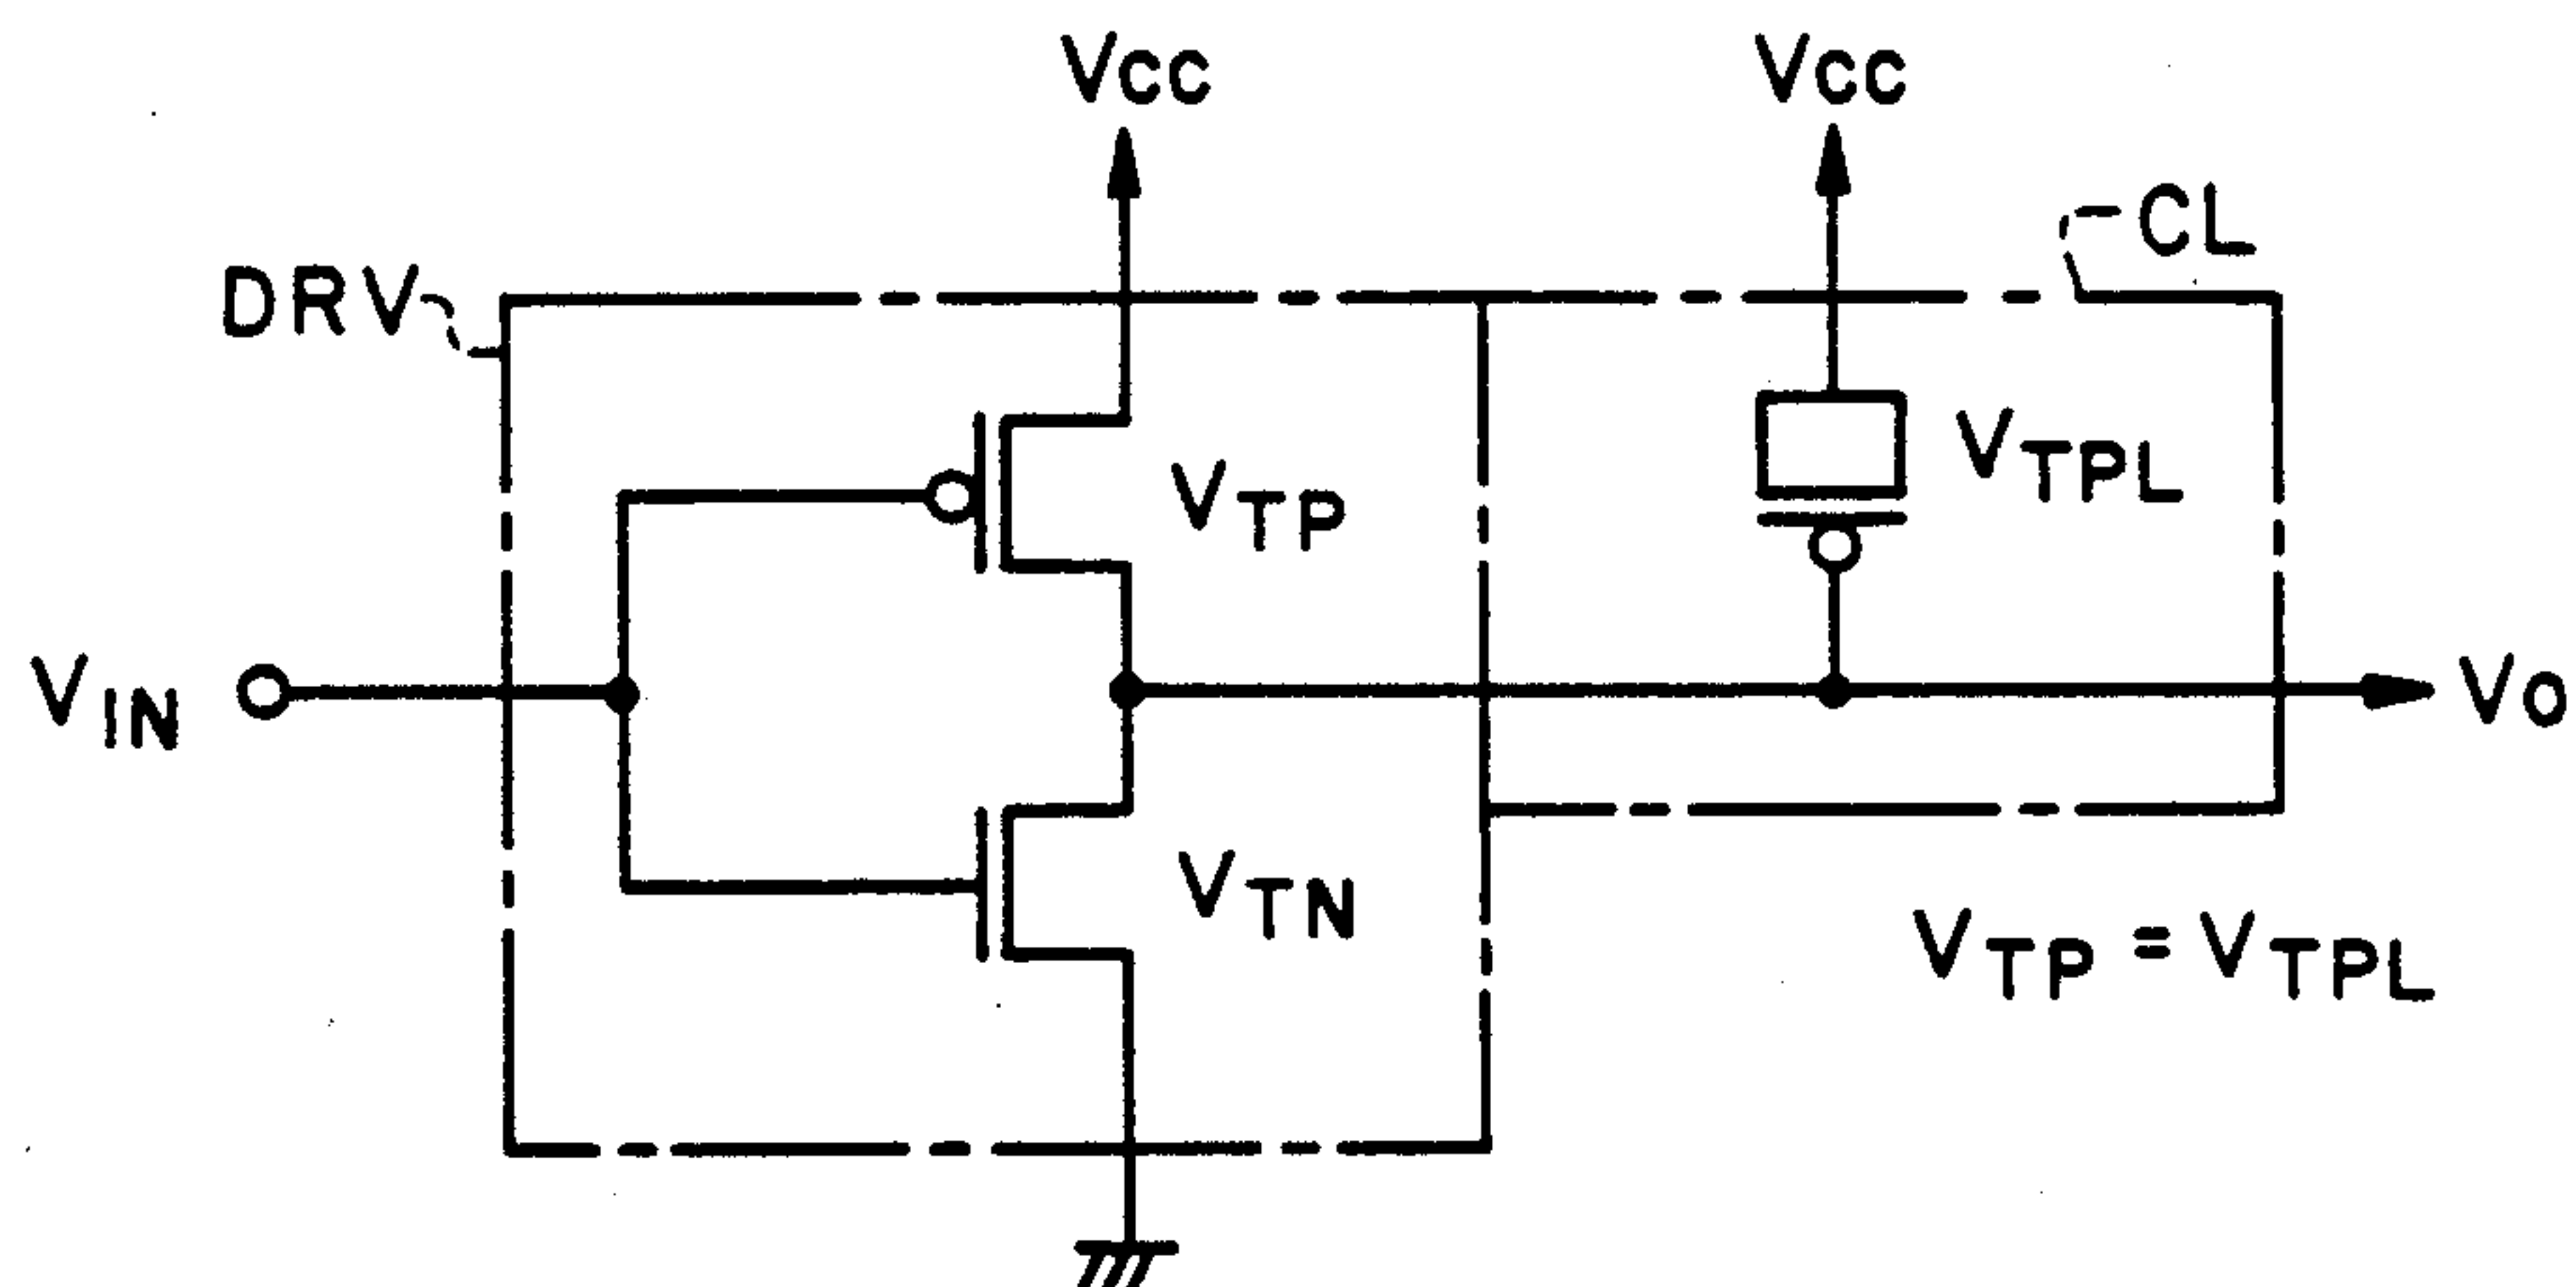 Vcc
Vcc
CL
DRV
VTPL
VTP
VIN
Vo
VTN
VTP = VTPL